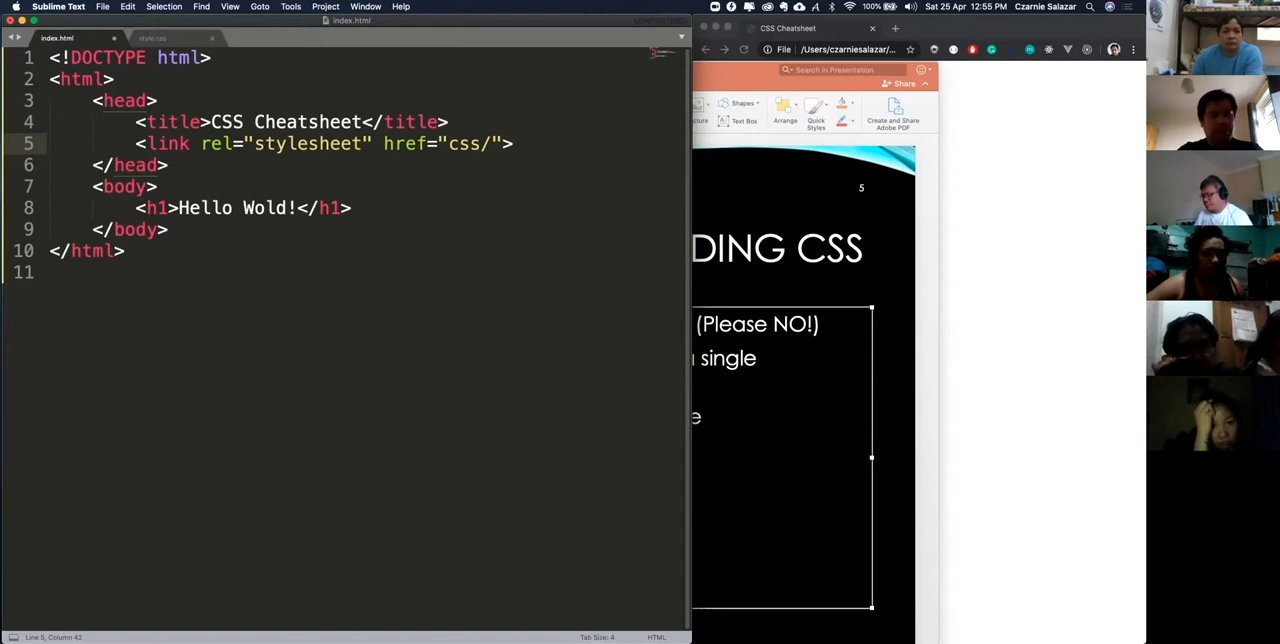 Sublime Text File Edit Selection Find View Goto Tools Project Window Help 100% Sat 25 Apr 12:55 PM Czarnie Salazar
index.html
index.html style.css
1 <!DOCTYPE html>
2 <html>
3 <head>
4 <title>CSS Cheatsheet</title>
5 <link rel="stylesheet" href="css/">
6 </head>
7 <body>
8 <h1>Hello Wold!</h1>
9 </body>
10 </html>
11
Line 5, Column 42 Tab Size: 4 HTML
CSS Cheatsheet
File /Users/czarniesalazar/...
Search in Presentation
Share
Shapes
Text Box
Arrange
Quick Styles
Create and Share Adobe PDF
5
DING CSS
(Please NO!)
single
e